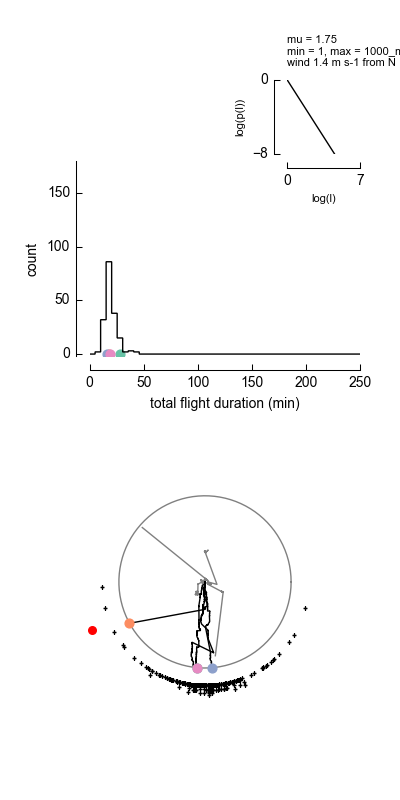 mu = 1.75
min = 1, max = 1000_m
wind 1.4 m s-1 from N
0
log(p(l))
−8
0
7
log(l)
150
100
count
50
0
0
50
100
150
200
250
total flight duration (min)